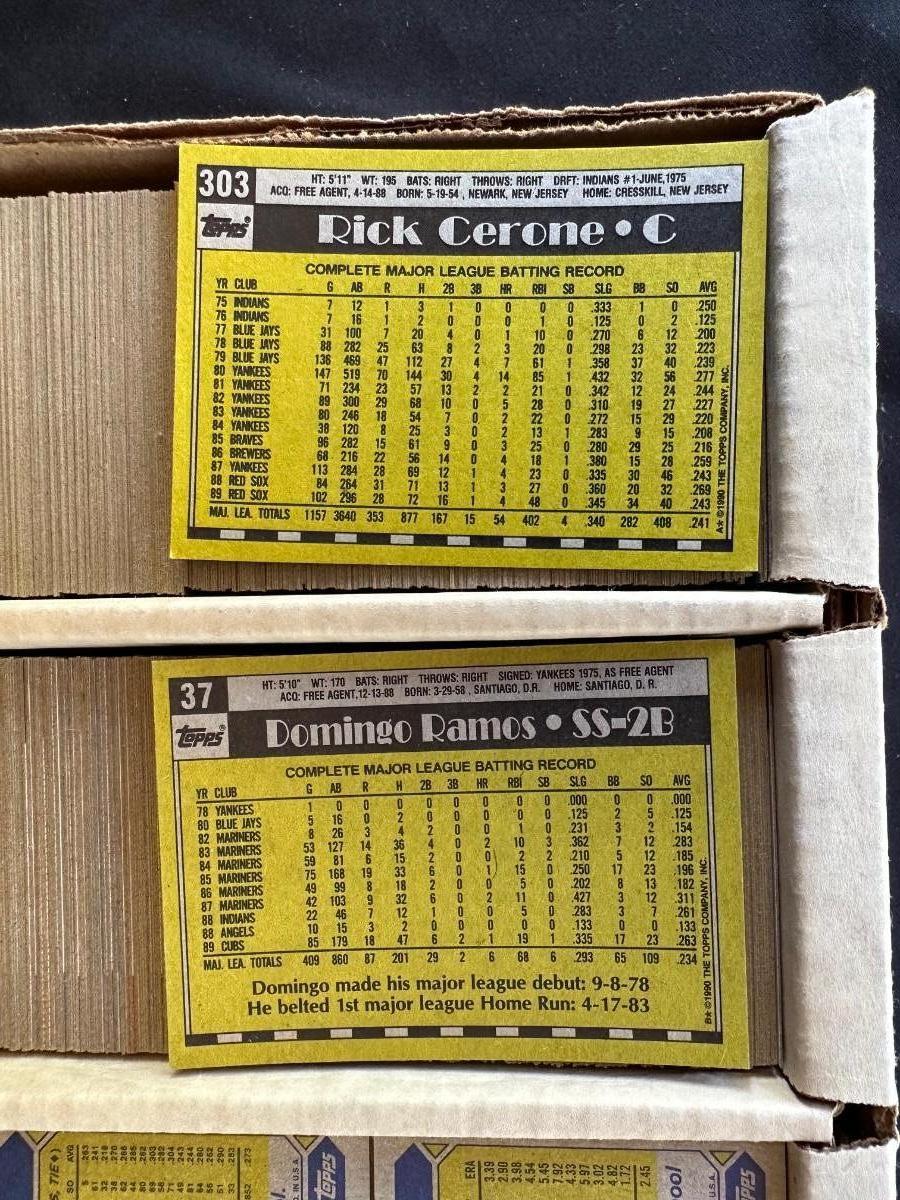 303
HT: 5'11" WT: 195 BATS: RIGHT THROWS: RIGHT DRFT: INDIANS #1-JUNE,1975
ACQ: FREE AGENT, 4-14-88 BORN: 5-19-54 , NEWARK, NEW JERSEY HOME: CRESSKILL, NEW JERSEY
TOPPS®
Rick Cerone • C
COMPLETE MAJOR LEAGUE BATTING RECORD
YR CLUB G AB R H 2B 3B HR RBI SB SLG BB SO AVG
75 INDIANS 7 12 1 3 1 0 0 0 0 .333 1 0 .250
76 INDIANS 7 16 1 2 0 0 0 1 0 .125 0 2 .125
77 BLUE JAYS 31 100 7 20 4 0 1 10 0 .270 6 12 .200
78 BLUE JAYS 88 282 25 63 8 2 3 20 0 .298 23 32 .223
79 BLUE JAYS 136 469 47 112 27 4 7 61 1 .358 37 40 .239
80 YANKEES 147 519 70 144 30 4 14 85 1 .432 32 56 .277
81 YANKEES 71 234 23 57 13 2 2 21 0 .342 12 24 .244
82 YANKEES 89 300 29 68 10 0 5 28 0 .310 19 27 .227
83 YANKEES 80 246 18 54 7 0 2 22 0 .272 15 29 .220
84 YANKEES 38 120 8 25 3 0 2 13 1 .283 9 15 .208
85 BRAVES 96 282 15 61 9 0 3 25 0 .280 29 25 .216
86 BREWERS 68 216 22 56 14 0 4 18 1 .380 15 28 .259
87 YANKEES 113 284 28 69 12 1 4 23 0 .335 30 46 .243
88 RED SOX 84 264 31 71 13 1 3 27 0 .360 20 32 .269
89 RED SOX 102 296 28 72 16 1 4 48 0 .345 34 40 .243
MAJ. LEA. TOTALS 1157 3640 353 877 167 15 54 402 4 .340 282 408 .241
A★ ©1990 THE TOPPS COMPANY, INC.
37
HT: 5'10" WT: 170 BATS: RIGHT THROWS: RIGHT SIGNED: YANKEES 1975, AS FREE AGENT
ACQ: FREE AGENT,12-13-88 BORN: 3-29-58 , SANTIAGO, D.R. HOME: SANTIAGO, D. R.
TOPPS®
Domingo Ramos • SS-2B
COMPLETE MAJOR LEAGUE BATTING RECORD
YR CLUB G AB R H 2B 3B HR RBI SB SLG BB SO AVG
78 YANKEES 1 0 0 0 0 0 0 0 0 .000 0 0 .000
80 BLUE JAYS 5 16 0 2 0 0 0 0 0 .125 2 5 .125
82 MARINERS 8 26 3 4 2 0 0 1 0 .231 3 2 .154
83 MARINERS 53 127 14 36 4 0 2 10 3 .362 7 12 .283
84 MARINERS 59 81 6 15 2 0 0 2 2 .210 5 12 .185
85 MARINERS 75 168 19 33 6 0 1 15 0 .250 17 23 .196
86 MARINERS 49 99 8 18 2 0 0 5 0 .202 8 13 .182
87 MARINERS 42 103 9 32 6 0 2 11 0 .427 3 12 .311
88 INDIANS 22 46 7 12 1 0 0 5 0 .283 3 7 .261
88 ANGELS 10 15 3 2 0 0 0 0 0 .133 0 0 .133
89 CUBS 85 179 18 47 6 2 1 19 1 .335 17 23 .263
MAJ. LEA. TOTALS 409 860 87 201 29 2 6 68 6 .293 65 109 .234
Domingo made his major league debut: 9-8-78
He belted 1st major league Home Run: 4-17-83
B★ ©1990 THE TOPPS COMPANY, INC.
TOPPS
IN U.S.A.
ERA
3.39
2.90
3.98
4.54
5.45
7.92
4.33
5.97
3.02
4.82
1.72
2.45
TOPPS